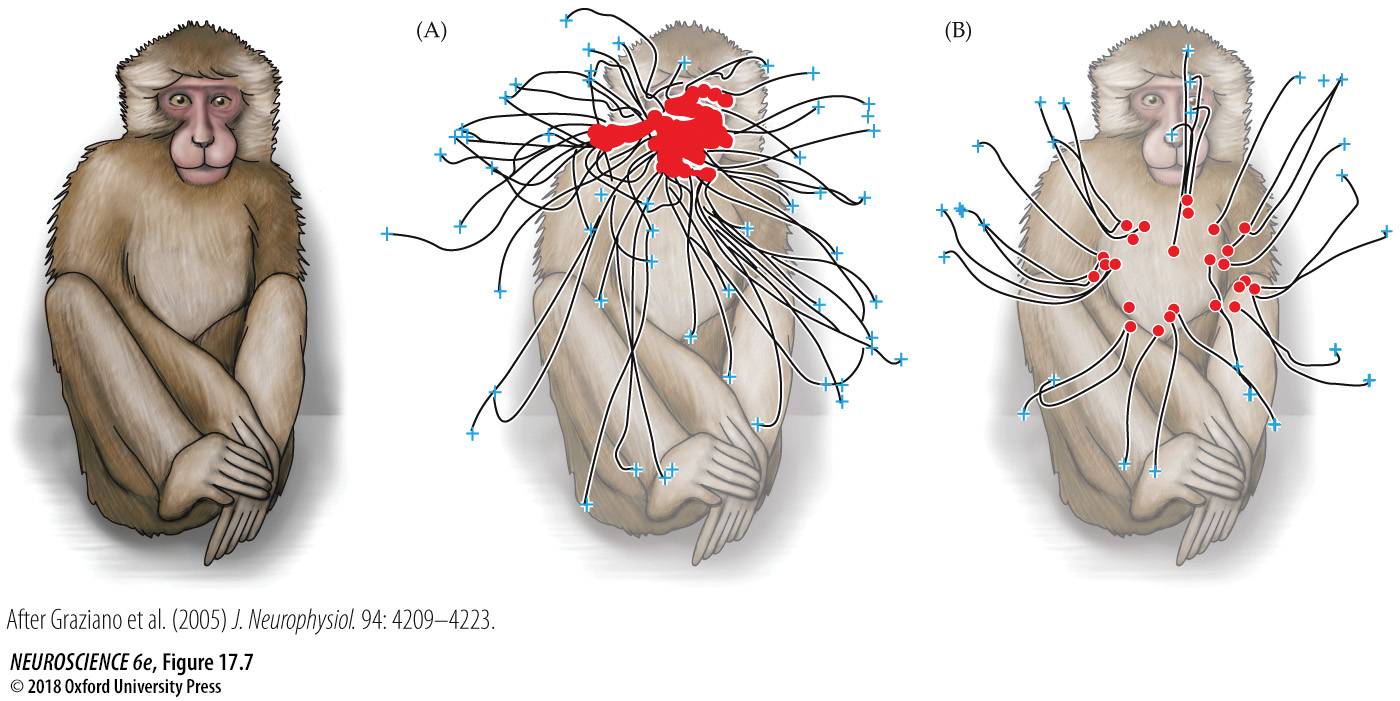 (A)
(B)
After Graziano et al. (2005) J. Neurophysiol. 94: 4209–4223.
NEUROSCIENCE 6e, Figure 17.7
© 2018 Oxford University Press